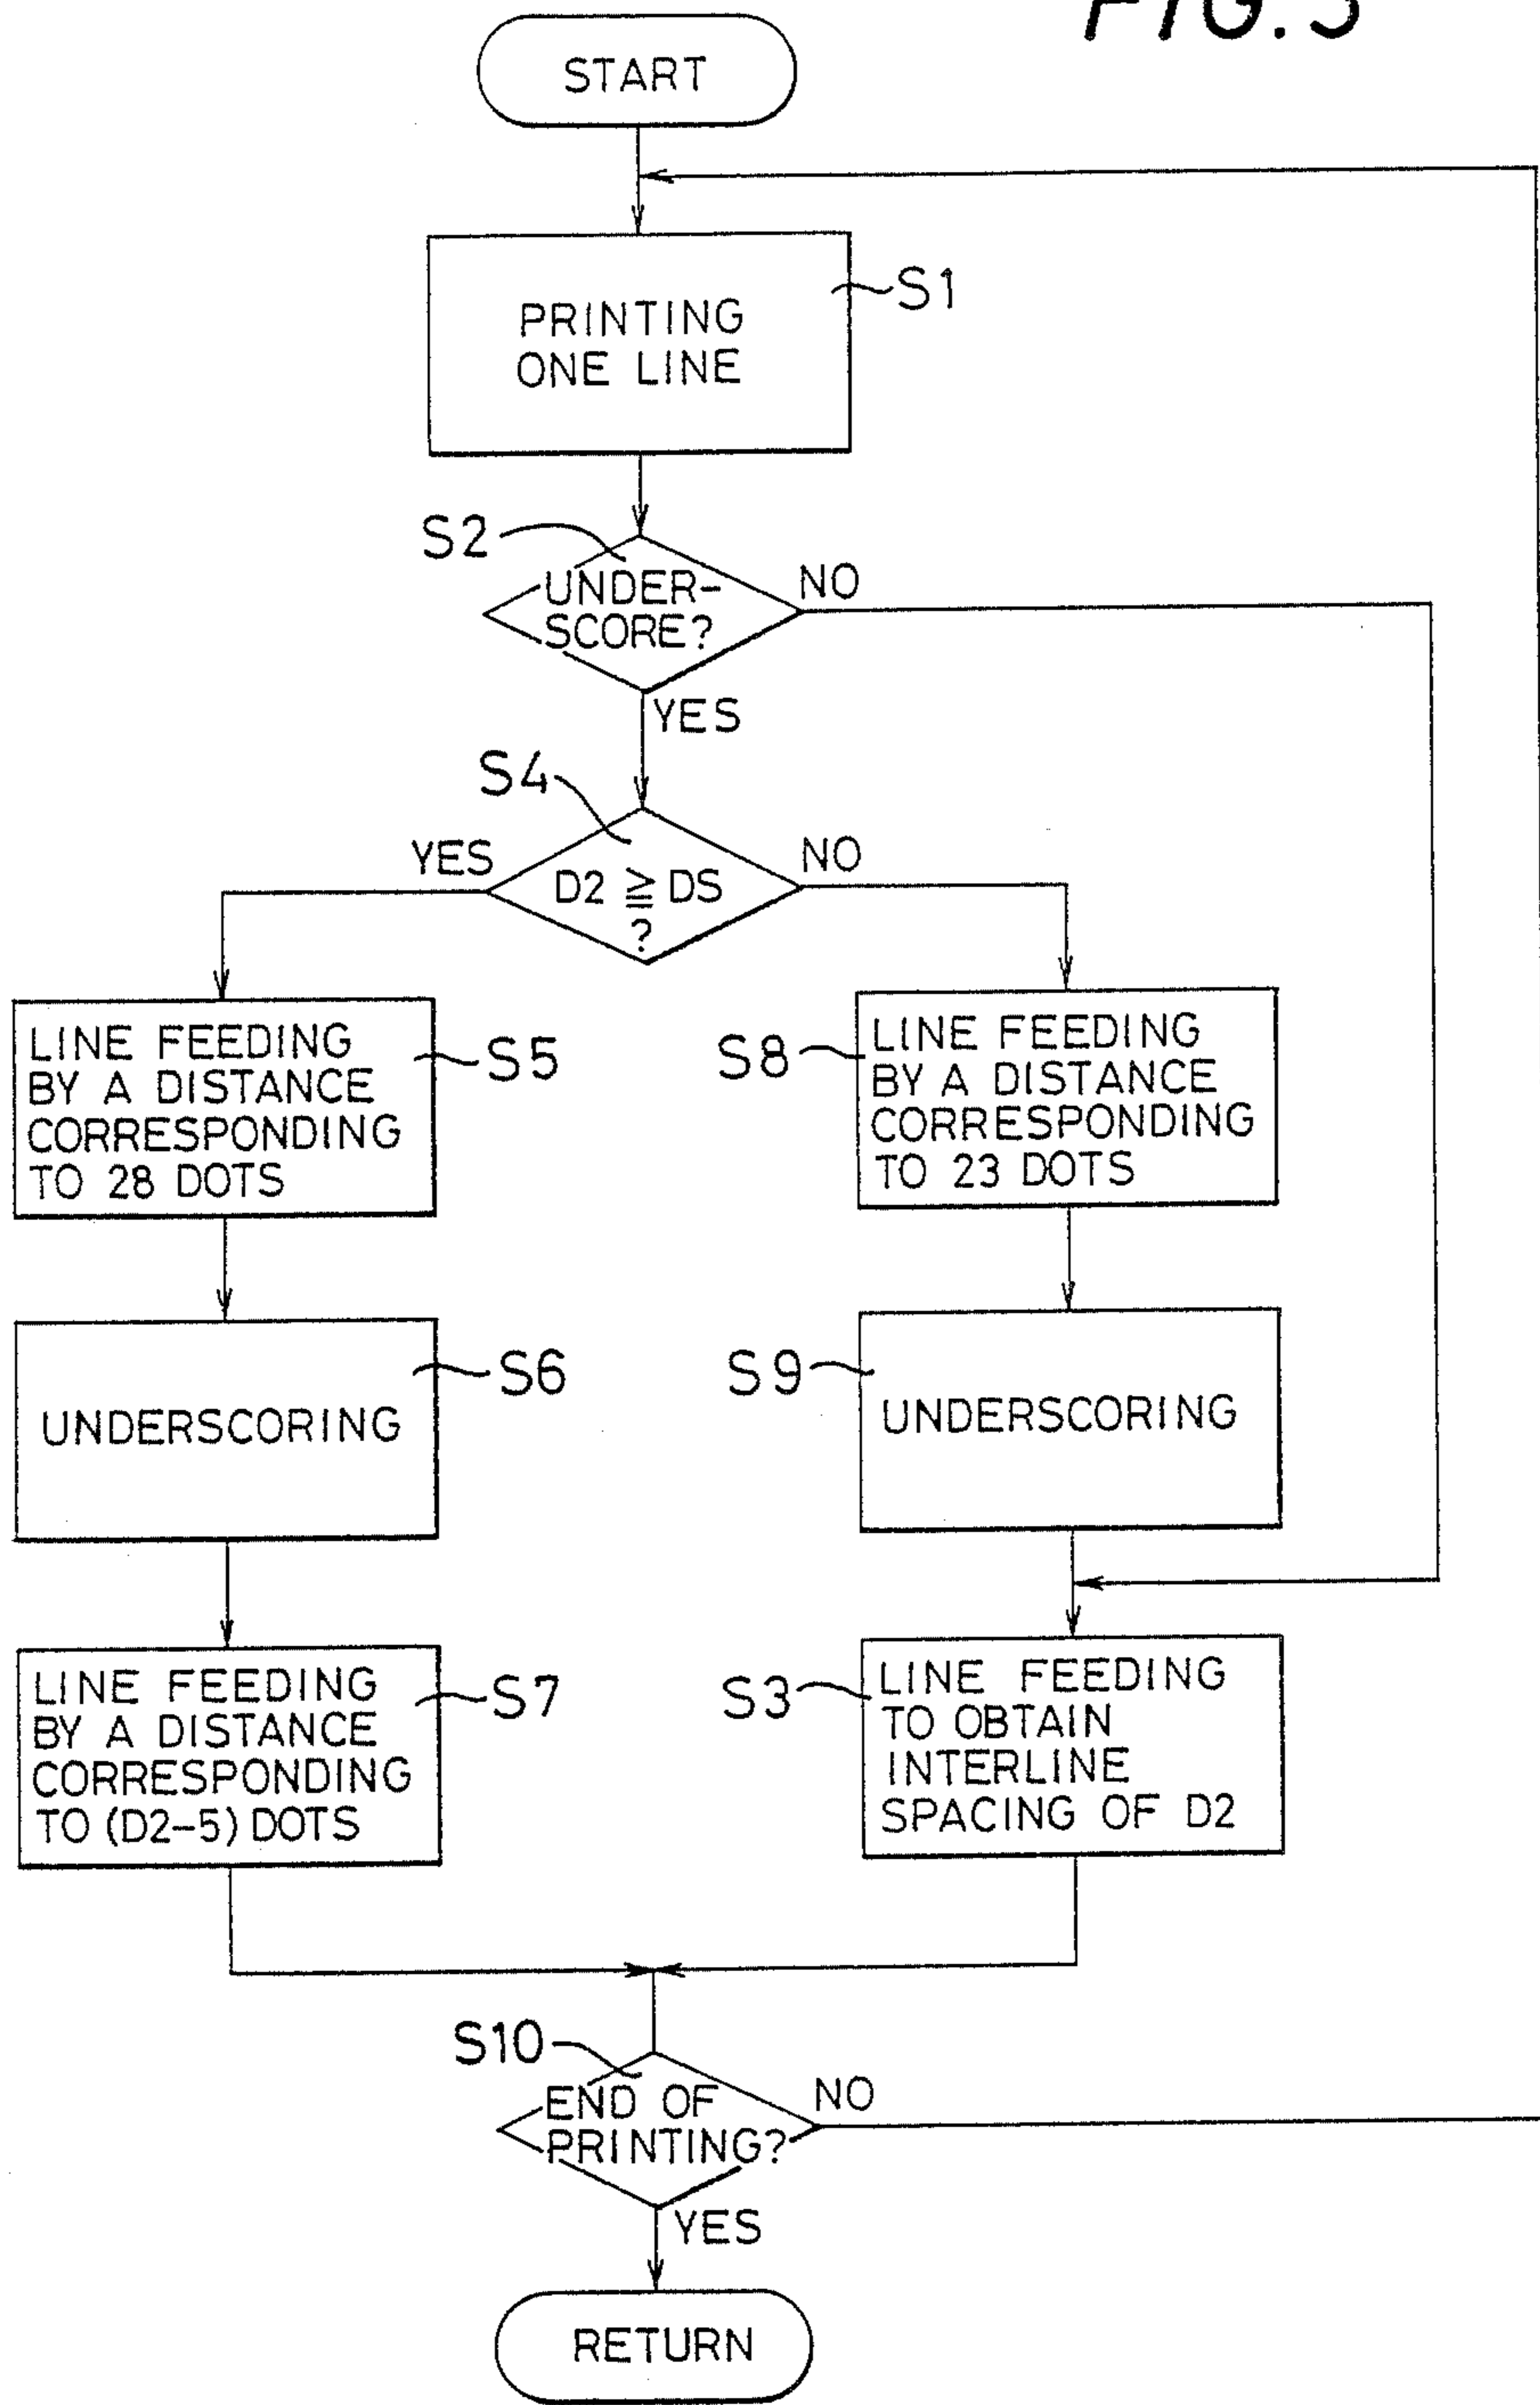 FIG. 3
START
PRINTING
ONE LINE
S1
S2
UNDER-
SCORE?
NO
YES
S4
D2 ≧ DS
?
YES
NO
LINE FEEDING
BY A DISTANCE
CORRESPONDING
TO 28 DOTS
S5
S8
LINE FEEDING
BY A DISTANCE
CORRESPONDING
TO 23 DOTS
UNDERSCORING
S6
S9
UNDERSCORING
LINE FEEDING
BY A DISTANCE
CORRESPONDING
TO (D2-5) DOTS
S7
S3
LINE FEEDING
TO OBTAIN
INTERLINE
SPACING OF D2
S10
END OF
PRINTING?
NO
YES
RETURN